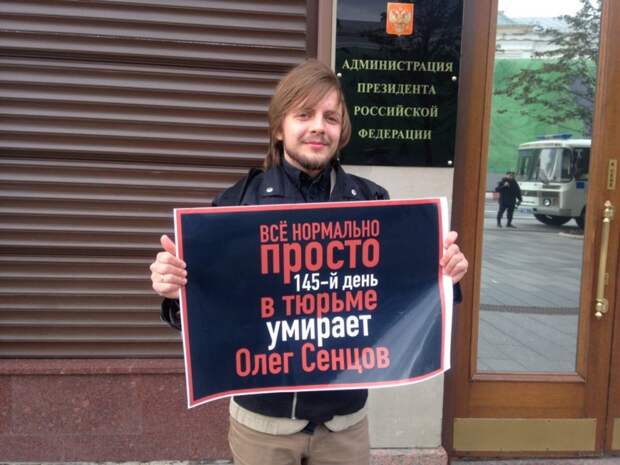 АДМИНИСТРАЦИЯ
ПРЕЗИДЕНТА
РОССИЙСКОЙ
ФЕДЕРАЦИИ
ВСЁ НОРМАЛЬНО
просто
145-й день
в тюрьме
умирает
Олег Сенцов